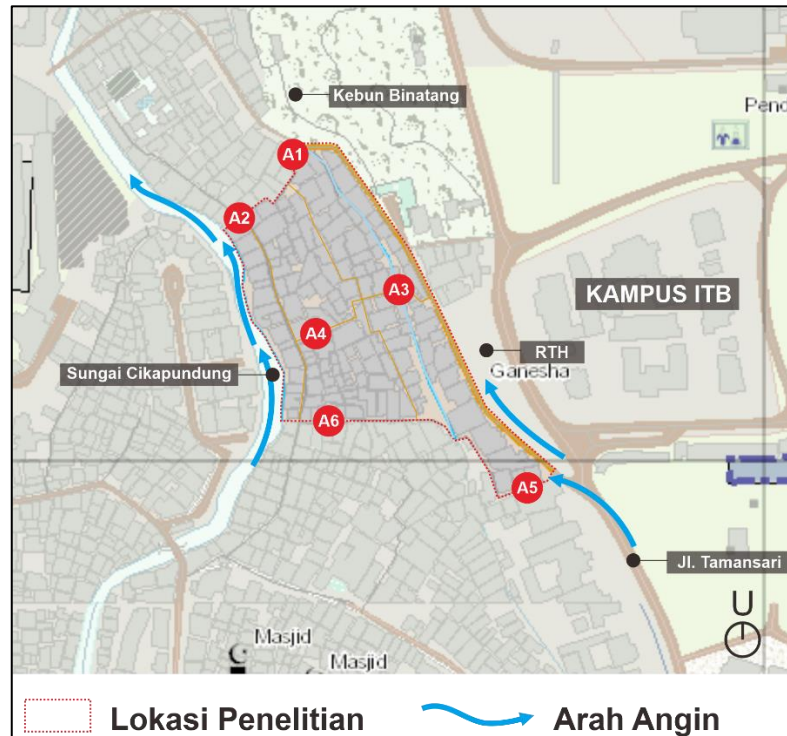 Kebun Binatang
Pend
A1
A2
A3
KAMPUS ITB
A4
RTH
Ganesha
Sungai Cikapundung
A6
A5
Jl. Tamansari
U
Masjid
Masjid
Lokasi Penelitian
Arah Angin